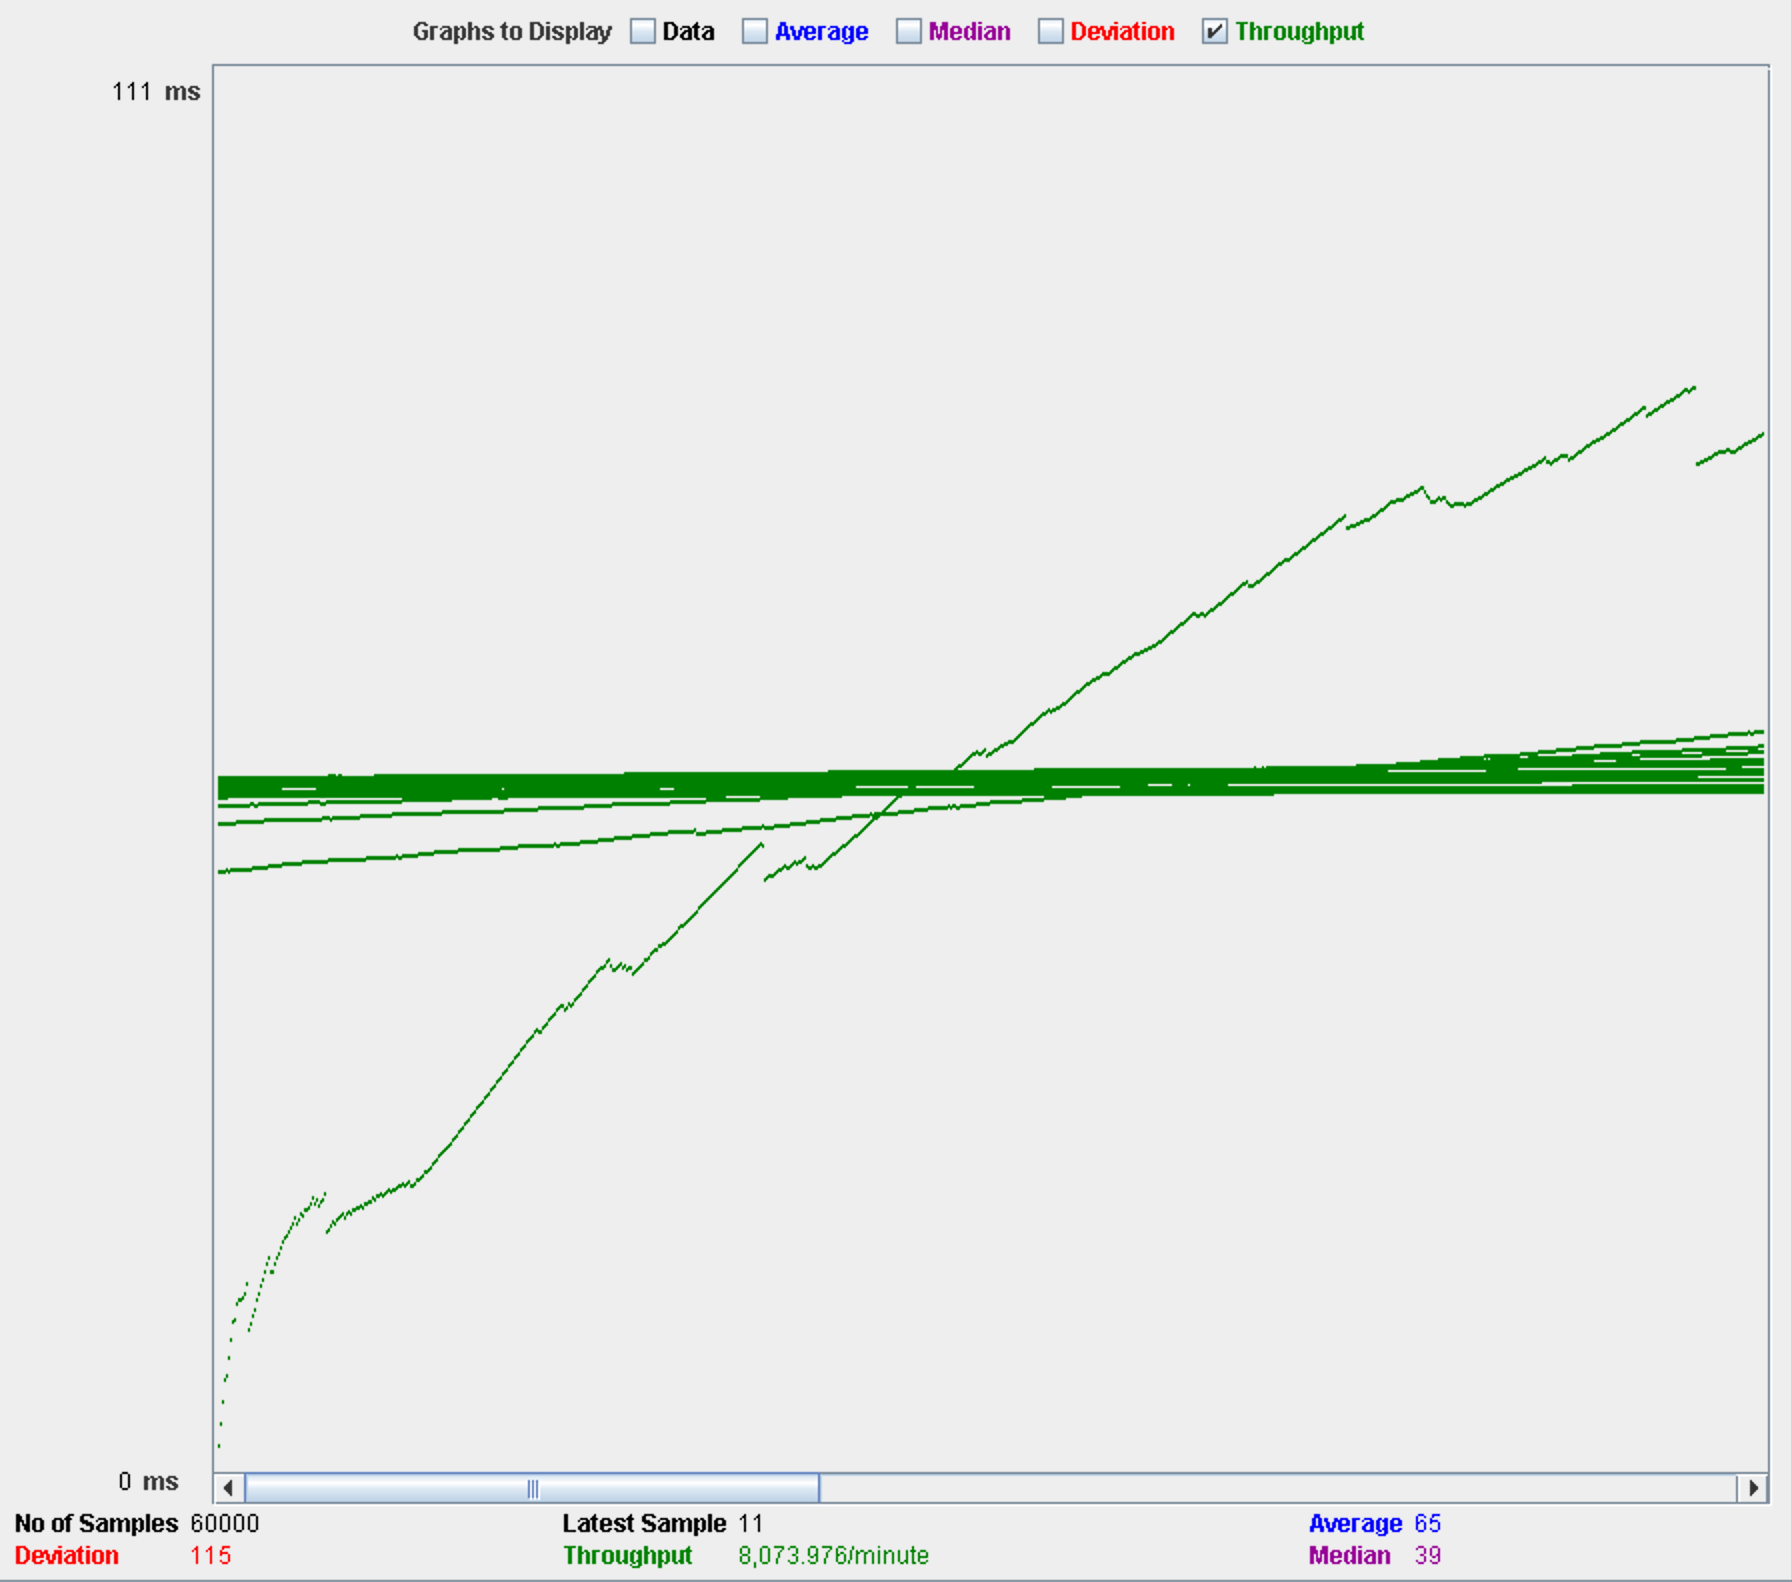 Graphs to Display Data Average Median Deviation Throughput
111 ms
0 ms
No of Samples 60000 Latest Sample 11 Average 65
Deviation 115 Throughput 8,073.976/minute Median 39